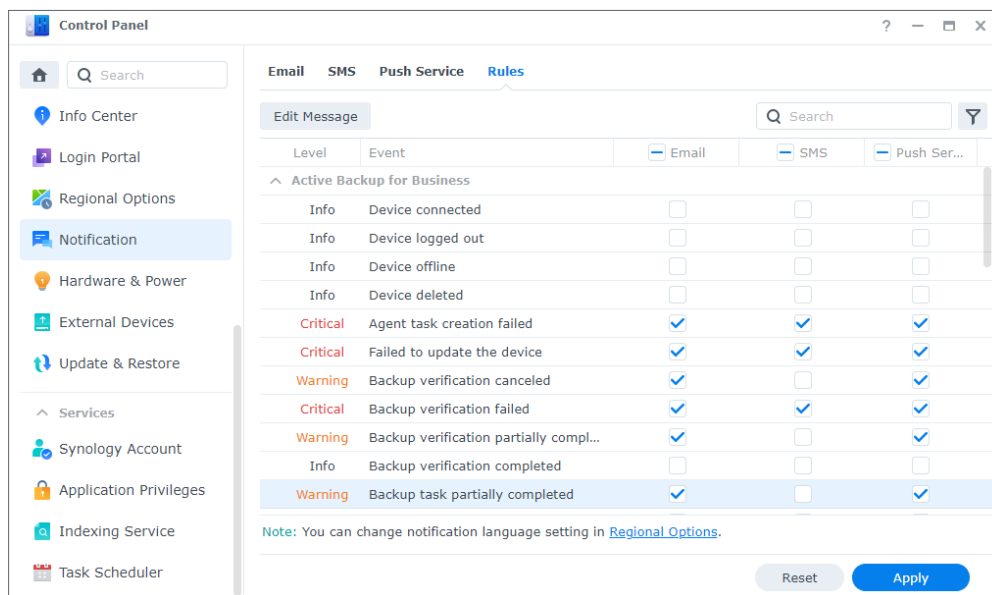 Control Panel
?
Search
Info Center
Login Portal
Regional Options
Notification
Hardware & Power
External Devices
Update & Restore
Services
Synology Account
Application Privileges
Indexing Service
Task Scheduler
Email SMS Push Service Rules
Edit Message Search
Level Event Email SMS Push Ser...
Active Backup for Business
Info Device connected
Info Device logged out
Info Device offline
Info Device deleted
Critical Agent task creation failed
Critical Failed to update the device
Warning Backup verification canceled
Critical Backup verification failed
Warning Backup verification partially compl...
Info Backup verification completed
Warning Backup task partially completed
Note: You can change notification language setting in Regional Options.
Reset Apply